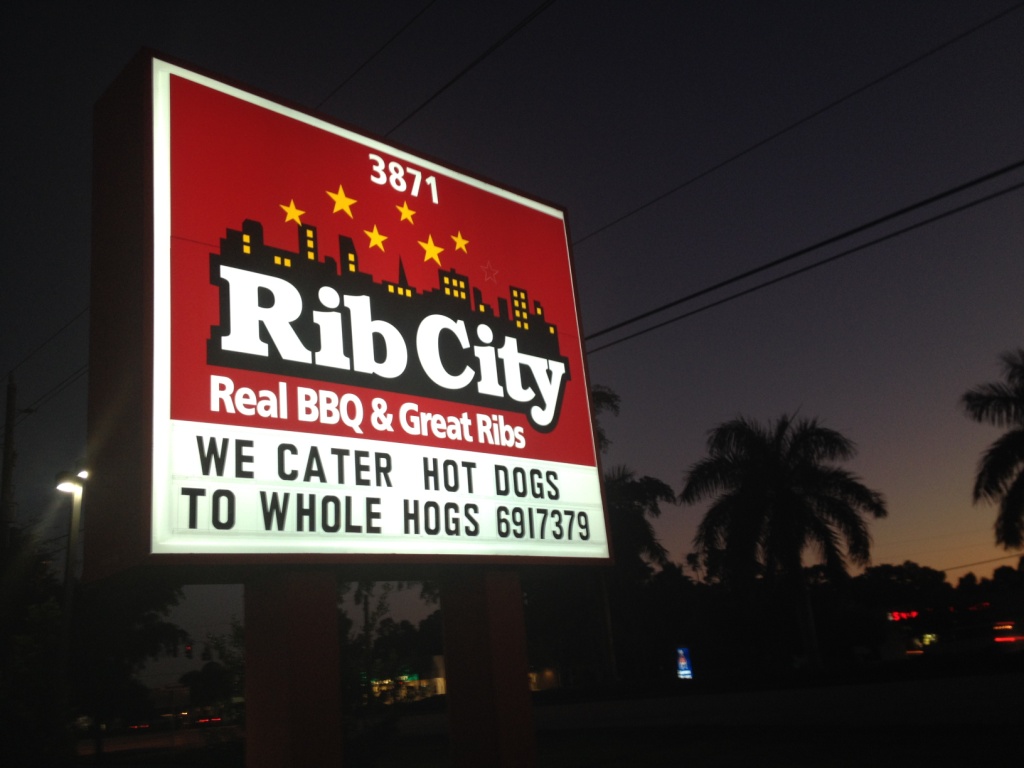 3871
Rib City
Real BBQ & Great Ribs
WE CATER HOT DOGS
TO WHOLE HOGS 6917379